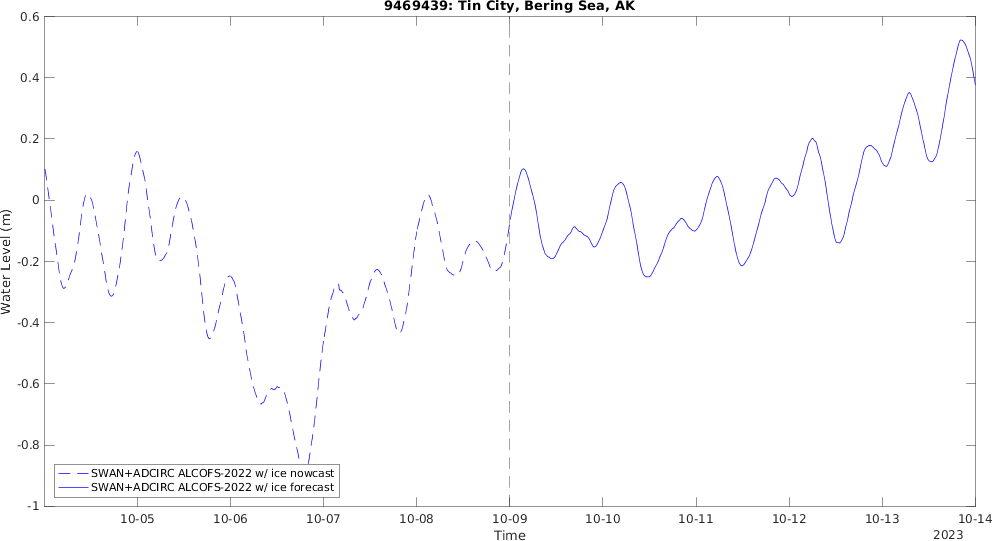 9469439: Tin City, Bering Sea, AK
Water Level (m)
0.6
0.4
0.2
0
-0.2
-0.4
-0.6
-0.8
-1
SWAN+ADCIRC ALCOFS-2022 w/ ice nowcast
SWAN+ADCIRC ALCOFS-2022 w/ ice forecast
10-05 10-06 10-07 10-08 10-09 10-10 10-11 10-12 10-13 10-14
Time
2023